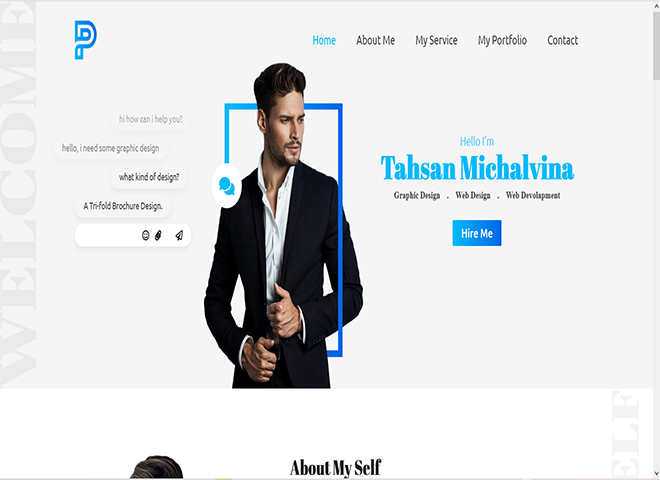 WELCOME
P
Home About Me My Service My Portfolio Contact
hi how can i help you?
hello, i need some graphic design
what kind of design?
A Tri-fold Brochure Design.
Hello I'm
Tahsan Michalvina
Graphic Design . Web Design . Web Devolapment
Hire Me
About My Self
ELF